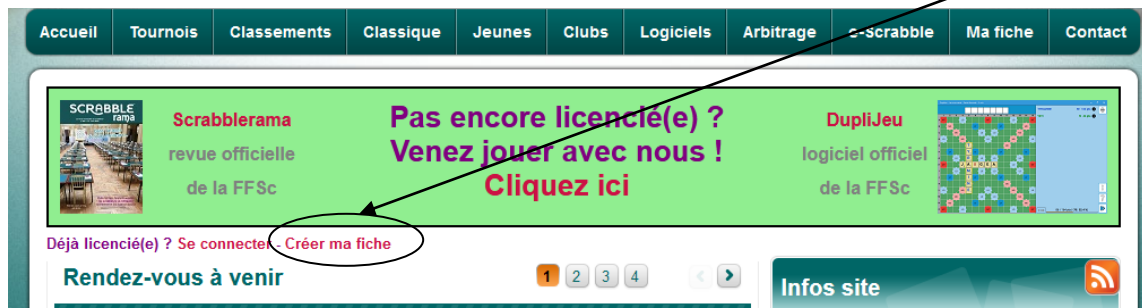 Accueil Tournois Classements Classique Jeunes Clubs Logiciels Arbitrage e-Scrabble Ma fiche Contact
SCRABBLE
rama
Scrabblerama
revue officielle
de la FFSc
Pas encore licencié(e) ?
Venez jouer avec nous !
Cliquez ici
DupliJeu
logiciel officiel
de la FFSc
Déjà licencié(e) ? Se connecter - Créer ma fiche
Rendez-vous à venir
1 2 3 4
Infos site